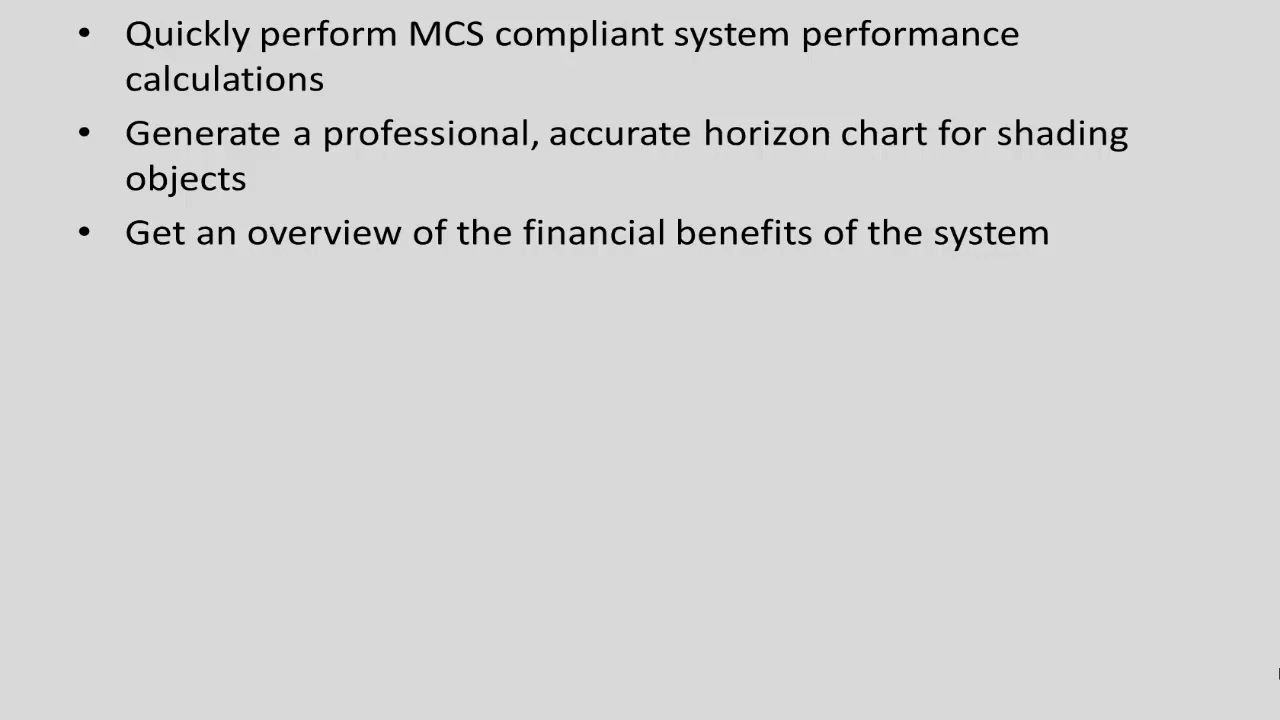 • Quickly perform MCS compliant system performance
calculations
• Generate a professional, accurate horizon chart for shading
objects
• Get an overview of the financial benefits of the system